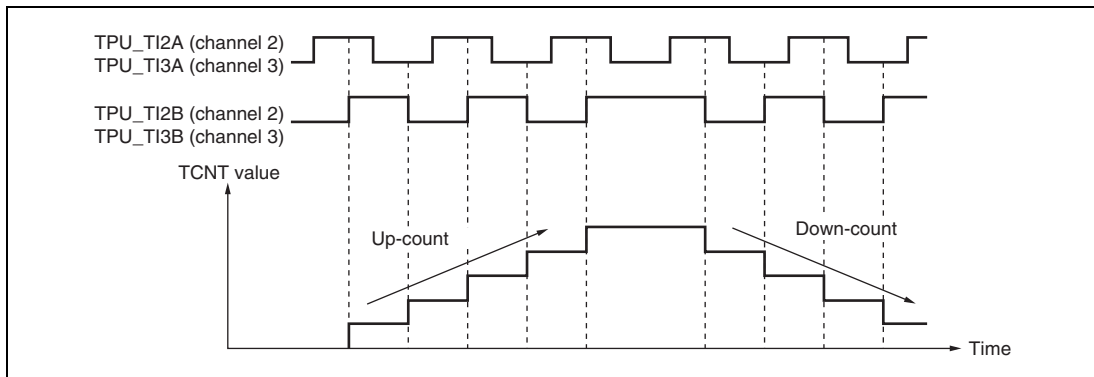 TPU_TI2A (channel 2)
TPU_TI3A (channel 3)
TPU_TI2B (channel 2)
TPU_TI3B (channel 3)
TCNT value
Up-count
Down-count
Time